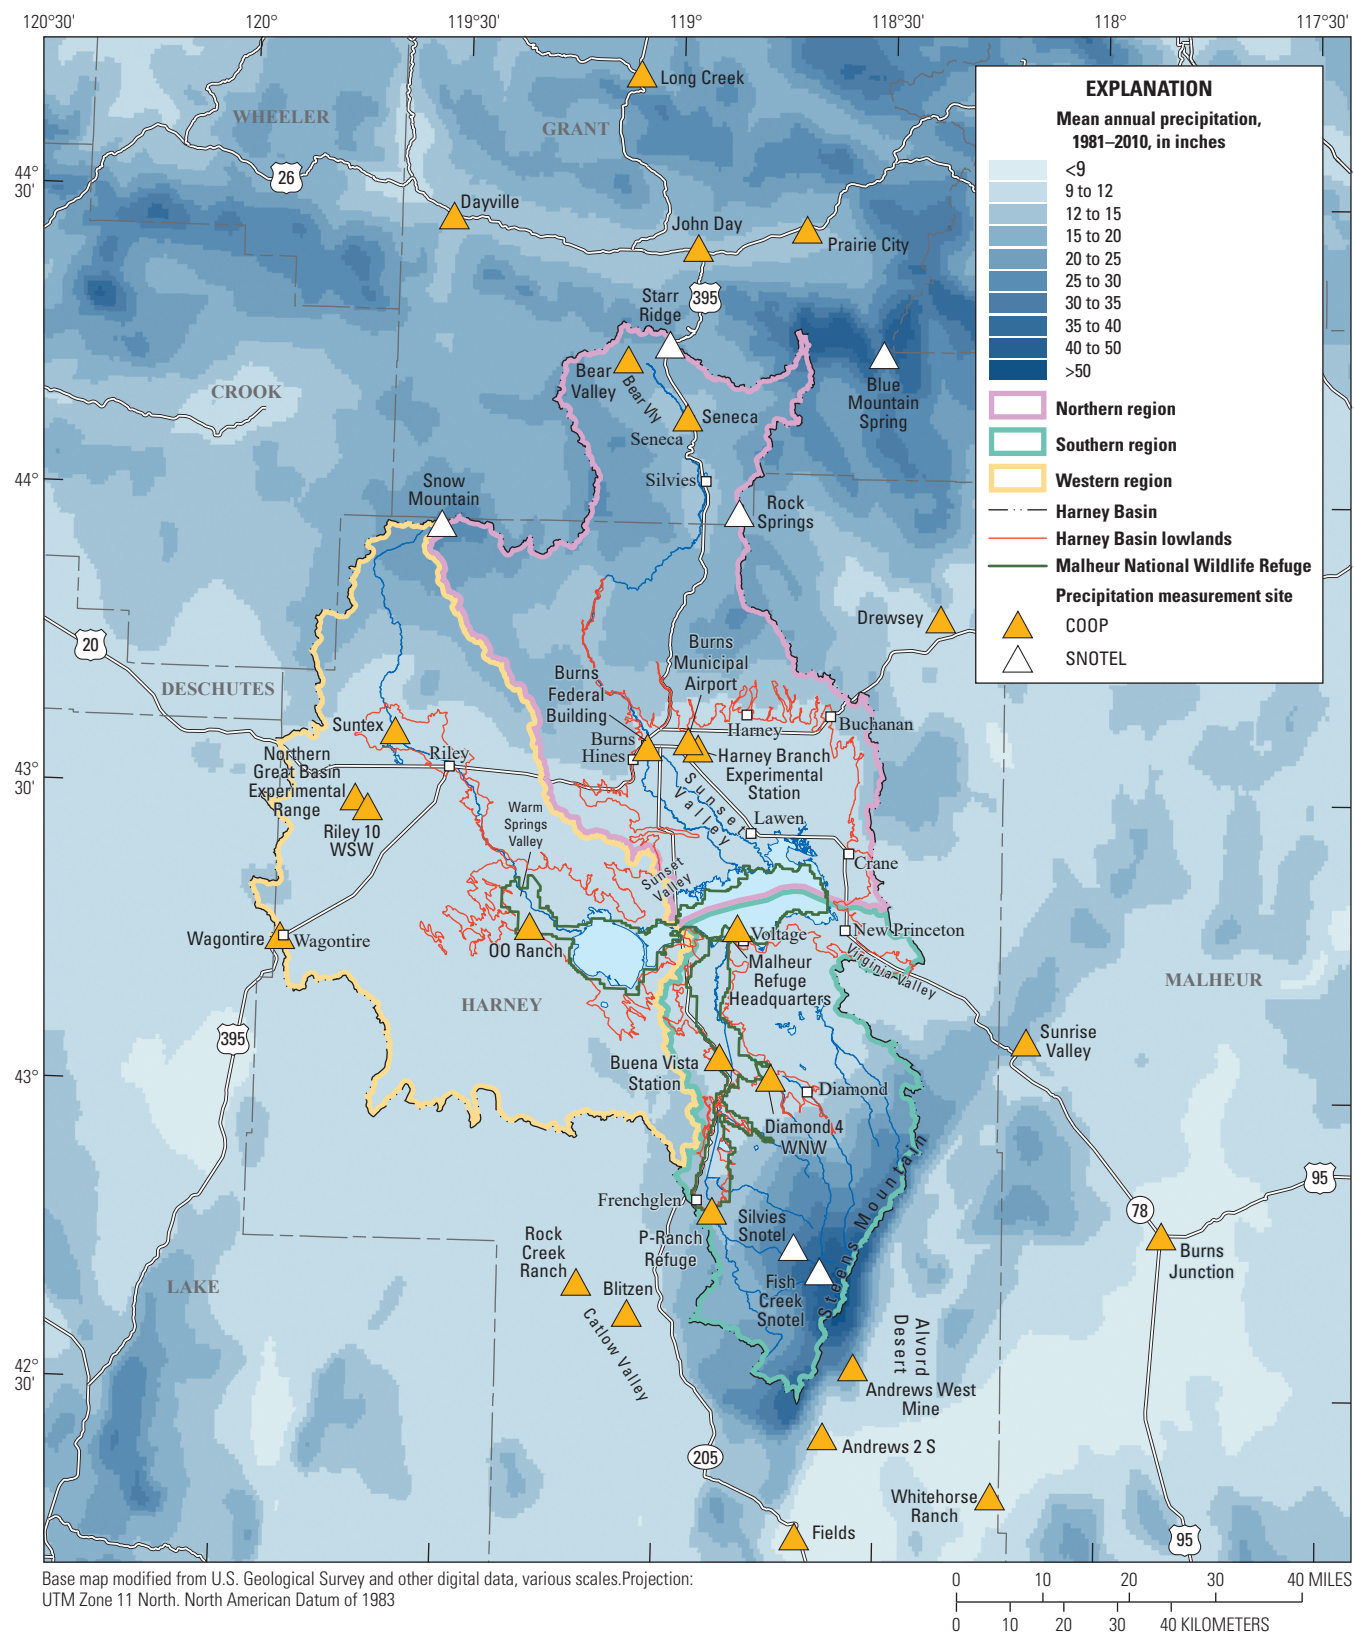 120°30'
120°
119°30'
119°
118°30'
118°
117°30'
44°
30'
44°
43°
30'
43°
42°
30'
WHEELER
GRANT
Long Creek
26
Dayville
John Day
Prairie City
395
Starr
Ridge
Bear
Valley
Bear Vly
Blue
Mountain
Spring
CROOK
Seneca
Seneca
Silvies
Snow
Mountain
Rock
Springs
Drewsey
20
DESCHUTES
Burns
Municipal
Airport
Burns
Federal
Building
Suntex
Northern
Great Basin
Experimental
Range
Riley
Burns
Hines
Harney
Buchanan
Harney Branch
Experimental
Station
Riley 10
WSW
Warm
Springs
Valley
Sunset
Valley
Lawen
Crane
Sunset
Valley
Wagontire
Wagontire
OO Ranch
Voltage
New Princeton
Malheur
Refuge
Headquarters
Virginia Valley
MALHEUR
HARNEY
395
Sunrise
Valley
Buena Vista
Station
Diamond
Diamond 4
WNW
Frenchglen
Silvies
Snotel
P-Ranch
Refuge
Steens Mountain
78
95
Rock
Creek
Ranch
Blitzen
Fish
Creek
Snotel
Burns
Junction
LAKE
Catlow Valley
Alvord
Desert
Andrews West
Mine
Andrews 2 S
205
Whitehorse
Ranch
Fields
95
EXPLANATION
Mean annual precipitation,
1981–2010, in inches
<9
9 to 12
12 to 15
15 to 20
20 to 25
25 to 30
30 to 35
35 to 40
40 to 50
>50
Northern region
Southern region
Western region
Harney Basin
Harney Basin lowlands
Malheur National Wildlife Refuge
Precipitation measurement site
COOP
SNOTEL
Base map modified from U.S. Geological Survey and other digital data, various scales.Projection:
UTM Zone 11 North. North American Datum of 1983
0 10 20 30 40 MILES
0 10 20 30 40 KILOMETERS